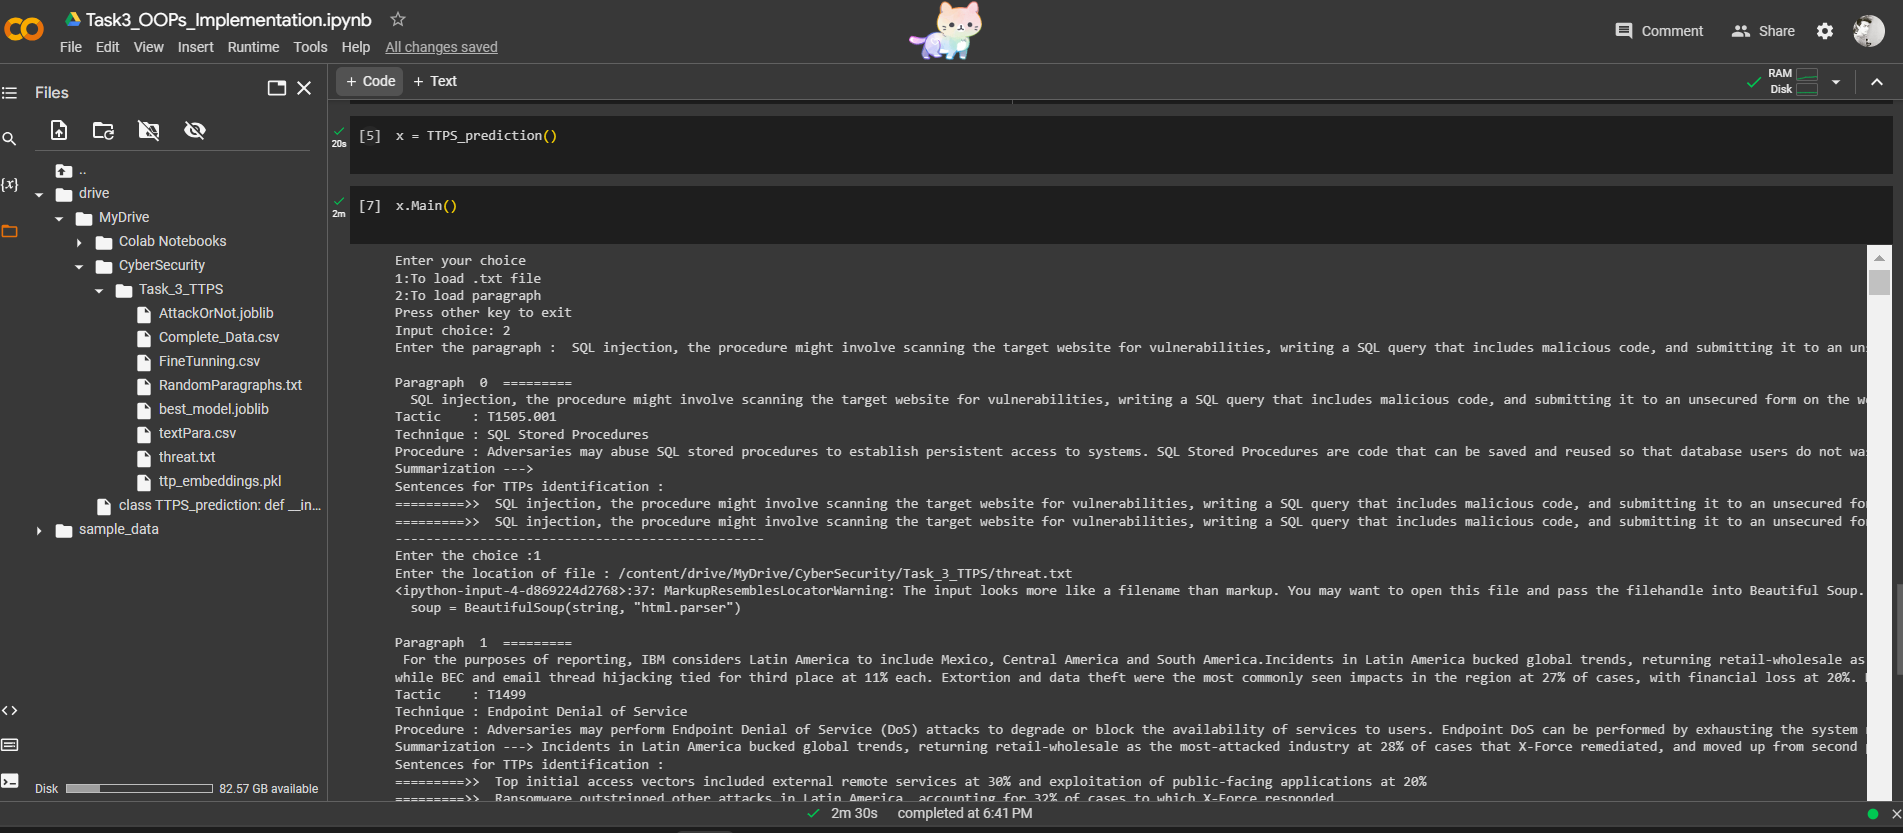 Task3_OOPs_Implementation.ipynb
File Edit View Insert Runtime Tools Help All changes saved
Comment Share
Files
+ Code + Text
RAM
Disk
{x}
..
drive
MyDrive
Colab Notebooks
CyberSecurity
Task_3_TTPS
AttackOrNot.joblib
Complete_Data.csv
FineTunning.csv
RandomParagraphs.txt
best_model.joblib
textPara.csv
threat.txt
ttp_embeddings.pkl
class TTPS_prediction: def __in...
sample_data
Disk 82.57 GB available
20s
[5] x = TTPS_prediction()
2m
[7] x.Main()
Enter your choice
1:To load .txt file
2:To load paragraph
Press other key to exit
Input choice: 2
Enter the paragraph :  SQL injection, the procedure might involve scanning the target website for vulnerabilities, writing a SQL query that includes malicious code, and submitting it to an
Paragraph  0  =========
SQL injection, the procedure might involve scanning the target website for vulnerabilities, writing a SQL query that includes malicious code, and submitting it to an unsecured form on the
Tactic    : T1505.001
Technique : SQL Stored Procedures
Procedure : Adversaries may abuse SQL stored procedures to establish persistent access to systems. SQL Stored Procedures are code that can be saved and reused so that database users do not
Summarization --->
Sentences for TTPs identification :
=========>>  SQL injection, the procedure might involve scanning the target website for vulnerabilities, writing a SQL query that includes malicious code, and submitting it to an unsecured
=========>>  SQL injection, the procedure might involve scanning the target website for vulnerabilities, writing a SQL query that includes malicious code, and submitting it to an unsecured
------------------------------------------------
Enter the choice :1
Enter the location of file : /content/drive/MyDrive/CyberSecurity/Task_3_TTPS/threat.txt
<ipython-input-4-d869224d2768>:37: MarkupResemblesLocatorWarning: The input looks more like a filename than markup. You may want to open this file and pass the filehandle into Beautiful Soup.
soup = BeautifulSoup(string, "html.parser")
Paragraph  1  =========
For the purposes of reporting, IBM considers Latin America to include Mexico, Central America and South America.Incidents in Latin America bucked global trends, returning retail-wholesale as
while BEC and email thread hijacking tied for third place at 11% each. Extortion and data theft were the most commonly seen impacts in the region at 27% of cases, with financial loss at 20%.
Tactic    : T1499
Technique : Endpoint Denial of Service
Procedure : Adversaries may perform Endpoint Denial of Service (DoS) attacks to degrade or block the availability of services to users. Endpoint DoS can be performed by exhausting the system
Summarization ---> Incidents in Latin America bucked global trends, returning retail-wholesale as the most-attacked industry at 28% of cases that X-Force remediated, and moved up from second
Sentences for TTPs identification :
=========>>  Top initial access vectors included external remote services at 30% and exploitation of public-facing applications at 20%
=========>>  Ransomware outstripped other attacks in Latin America, accounting for 32% of cases to which X-Force responded
2m 30s completed at 6:41 PM